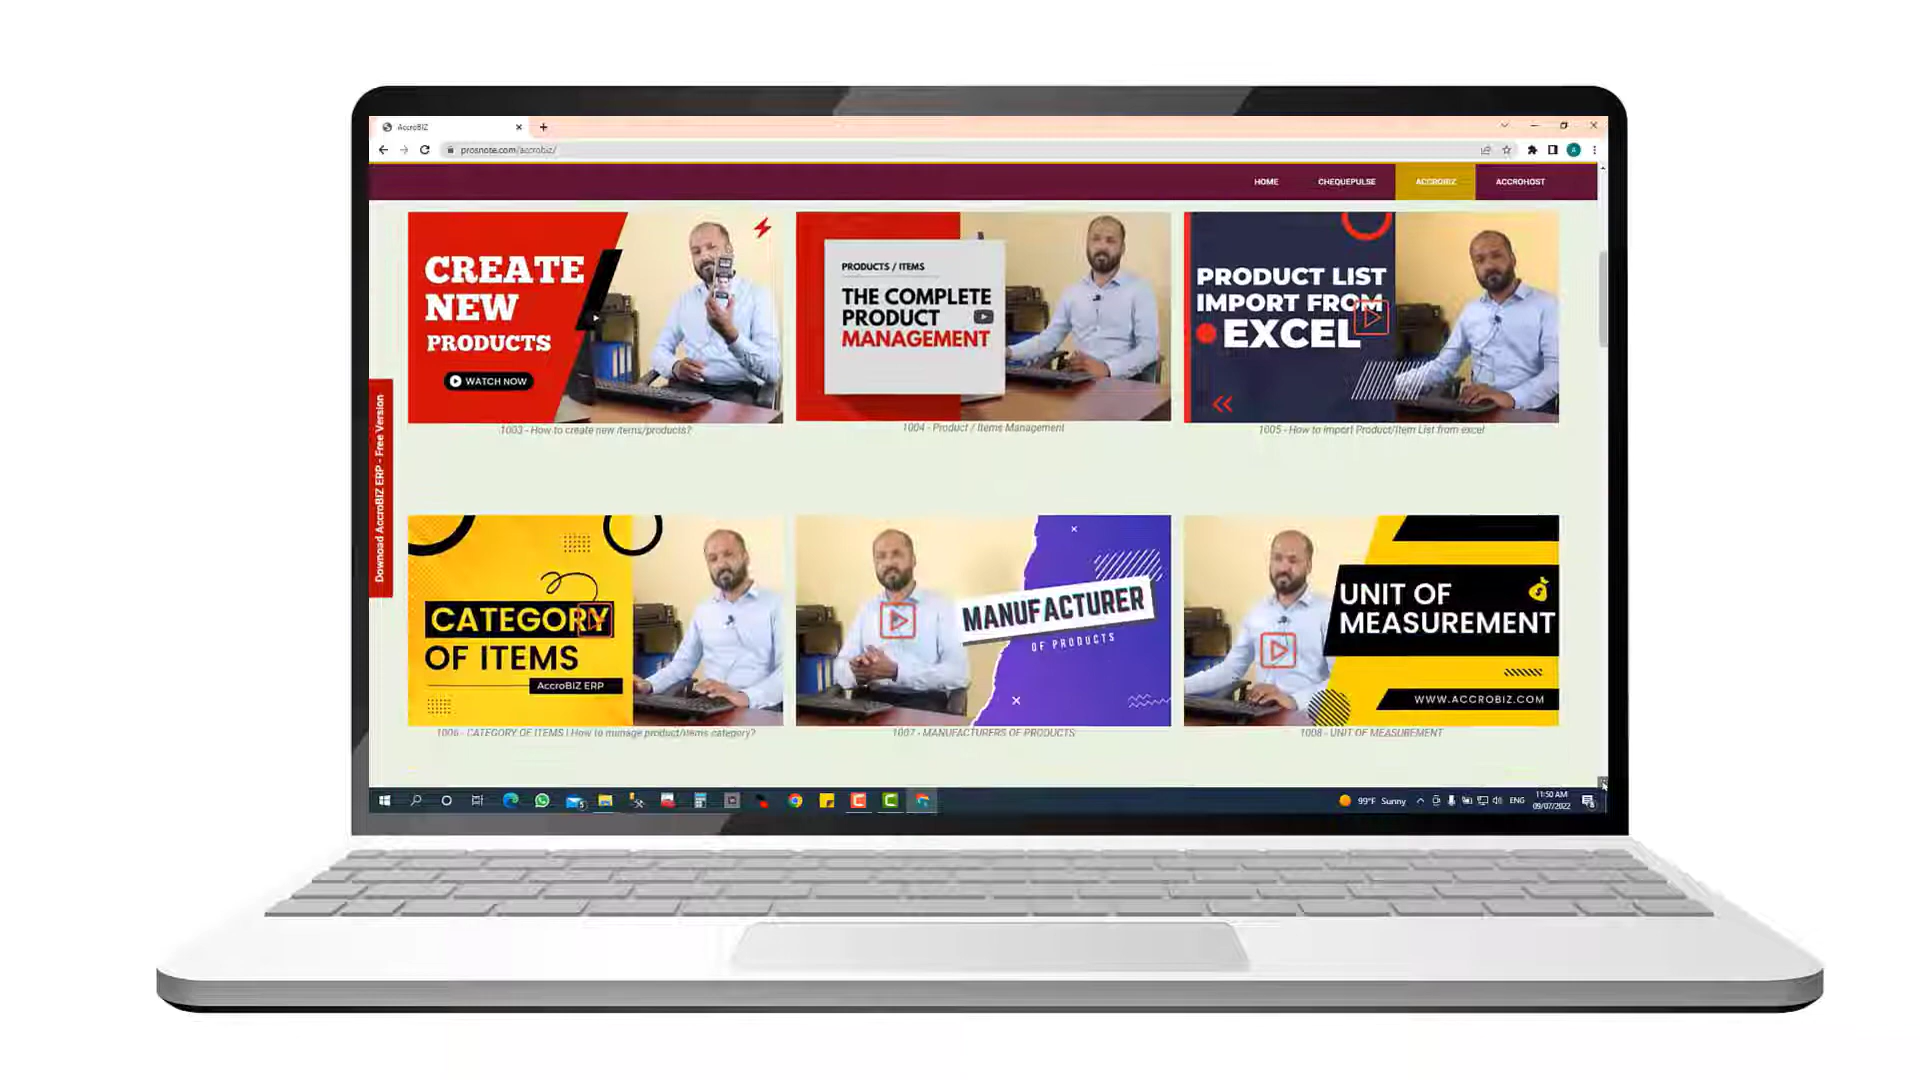 AccroBIZ
prosnote.com/accrobiz/
HOME CHEQUEPULSE ACCROBIZ ACCROHOST
CREATE
NEW
PRODUCTS
WATCH NOW
1003 - How to create new items/products?
PRODUCTS / ITEMS
THE COMPLETE
PRODUCT
MANAGEMENT
1004 - Product / Items Management
PRODUCT LIST
IMPORT FROM
EXCEL
1005 - How to import Product/Item List from excel
Downoad AccroBIZ ERP - Free Version
CATEGORY
OF ITEMS
AccroBIZ ERP
1006 - CATEGORY OF ITEMS | How to manage product/items category?
MANUFACTURER
OF PRODUCTS
1007 - MANUFACTURERS OF PRODUCTS
UNIT OF
MEASUREMENT
WWW.ACCROBIZ.COM
1008 - UNIT OF MEASUREMENT
99°F Sunny
ENG
11:50 AM
09/07/2022